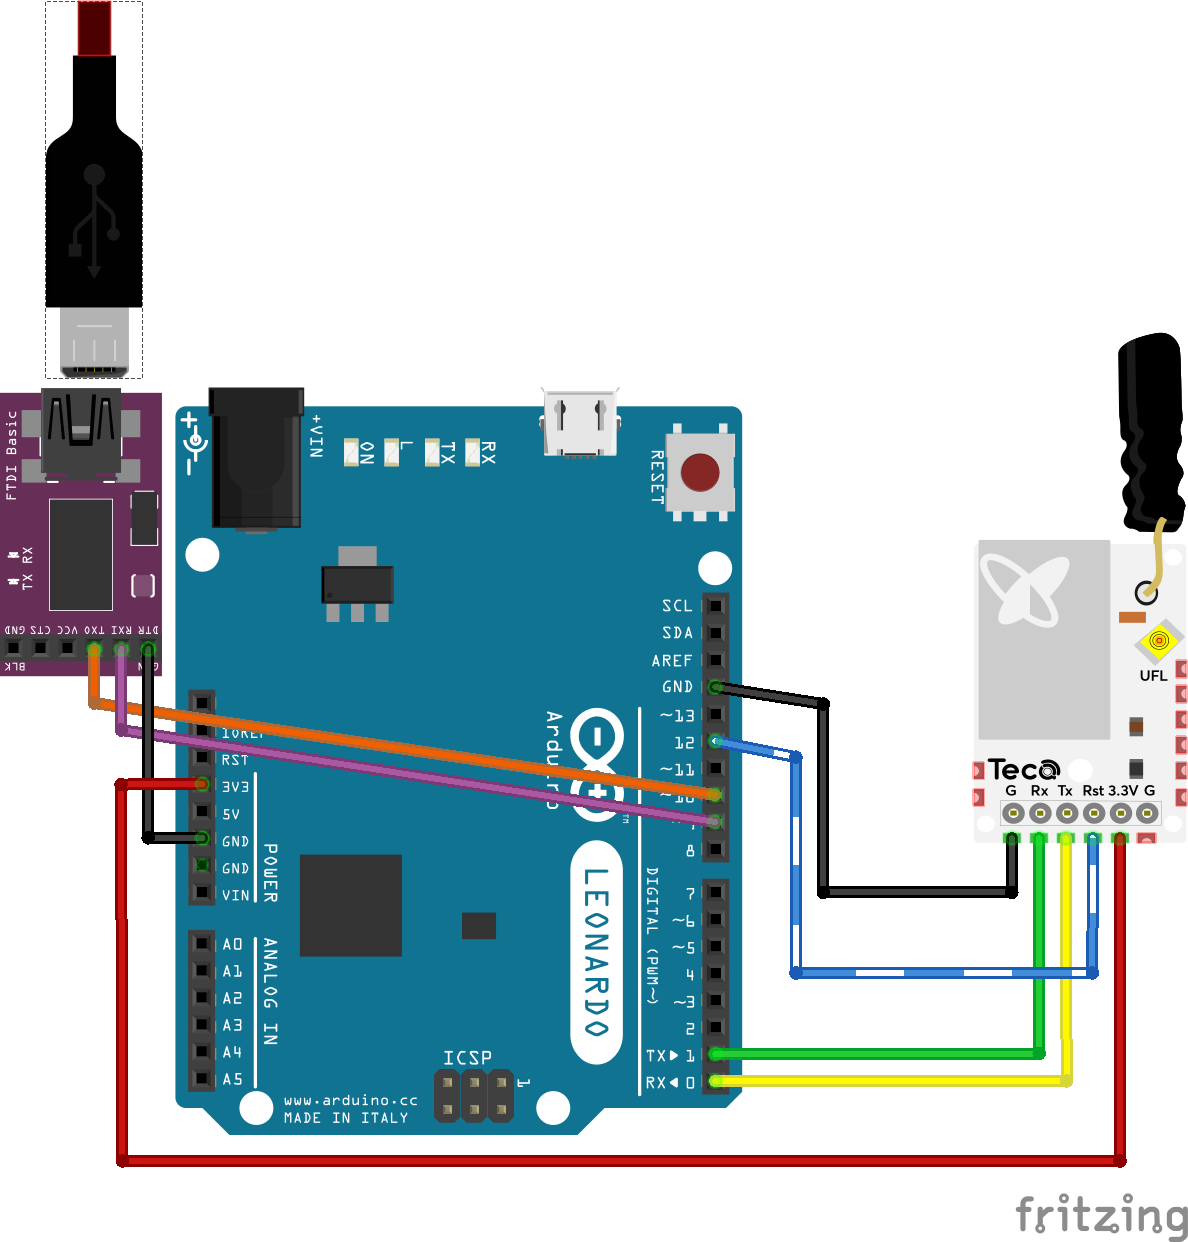 FTDI Basic
TX RX
GND CTS VCC TXO RXI DTR
BLK
GRN
+VIN
ON
L
TX
RX
RESET
SCL
SDA
AREF
GND
~13
12
~11
~10
8
7
~6
~5
4
~3
2
TX▶ 1
RX◀ 0
DIGITAL (PWM~)
Arduino
TM
LEONARDO
IOREF
RST
3V3
5V
GND
GND
VIN
POWER
A0
A1
A2
A3
A4
A5
ANALOG IN
ICSP
1
www.arduino.cc
MADE IN ITALY
UFL
Teco
G Rx Tx Rst 3.3V G
fritzing